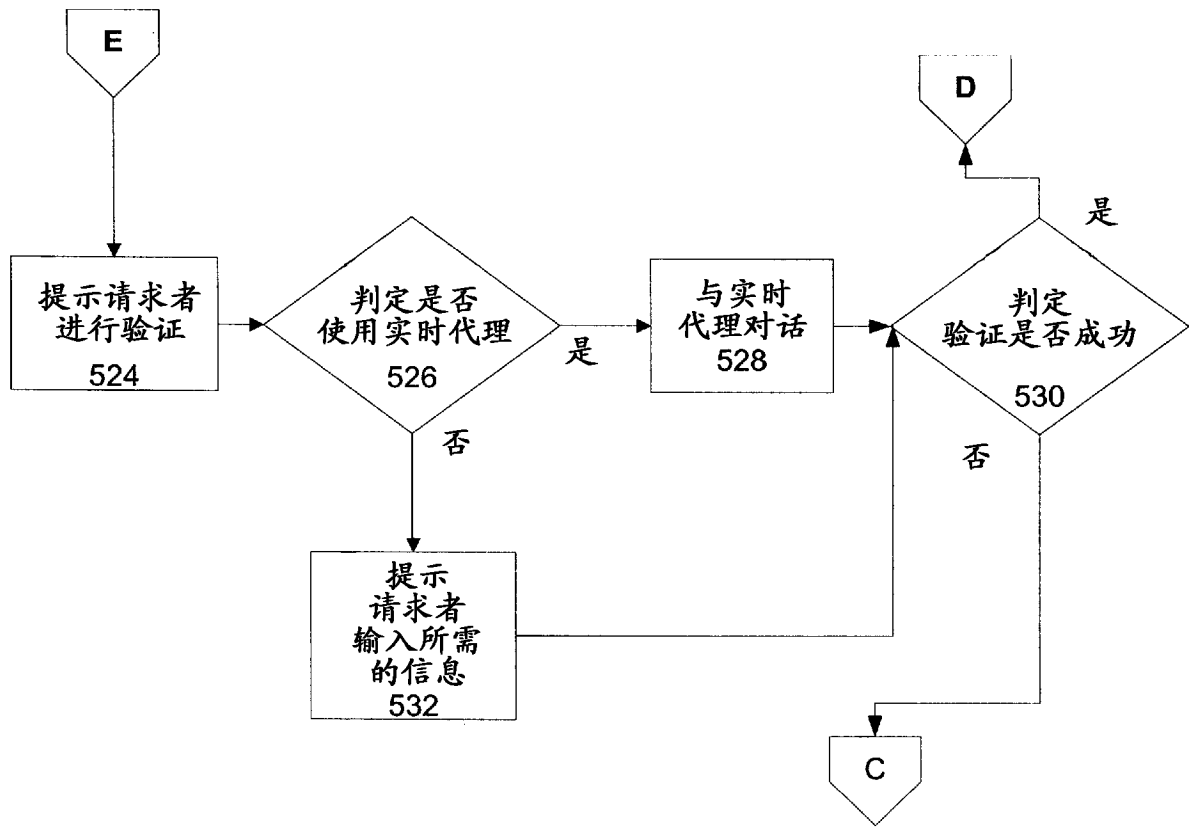 E
D
提示请求者
进行验证
524
判定是否
使用实时代理
526
是
否
与实时
代理对话
528
判定
验证是否成功
530
是
否
提示
请求者
输入所需
的信息
532
C